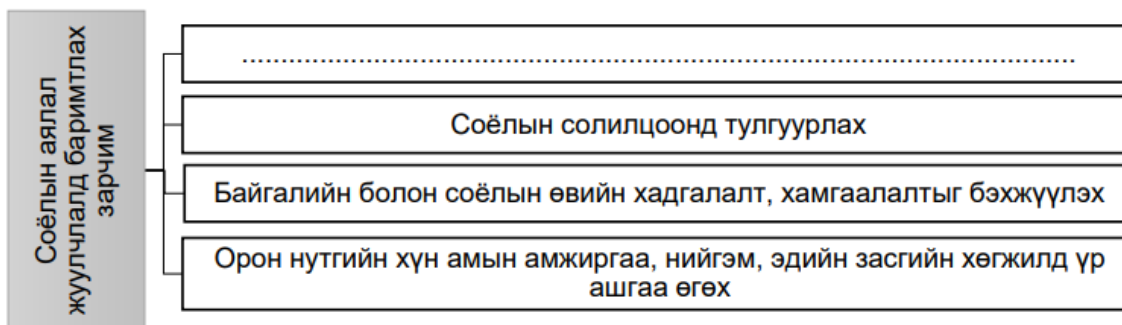 Соёлын аялал
жуулчлалд баримтлах
зарчим
....................................................................................................
Соёлын солилцоонд тулгуурлах
Байгалийн болон соёлын өвийн хадгалалт, хамгаалалтыг бэхжүүлэх
Орон нутгийн хүн амын амжиргаа, нийгэм, эдийн засгийн хөгжилд үр
ашгаа өгөх